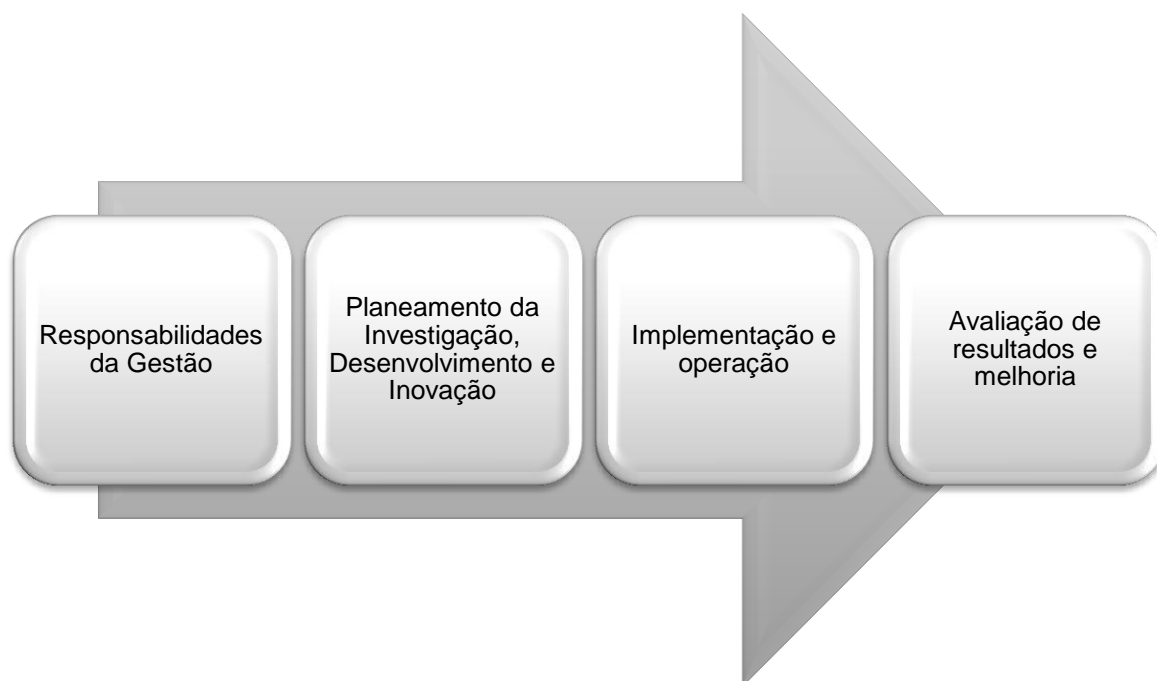 Responsabilidades
da Gestão
Planeamento da
Investigação,
Desenvolvimento e
Inovação
Implementação e
operação
Avaliação de
resultados e
melhoria